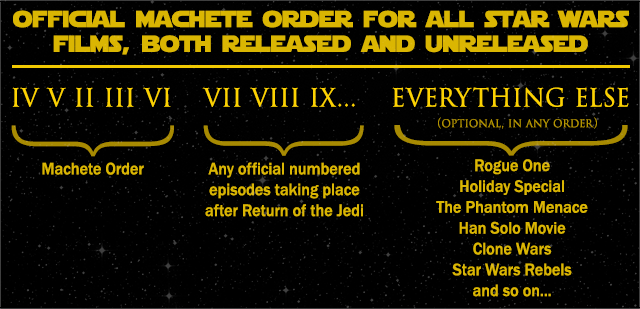 OFFICIAL MACHETE ORDER FOR ALL STAR WARS
FILMS, BOTH RELEASED AND UNRELEASED
IV V II III VI
VII VIII IX...
EVERYTHING ELSE
(OPTIONAL, IN ANY ORDER)
Machete Order
Any official numbered
episodes taking place
after Return of the Jedi
Rogue One
Holiday Special
The Phantom Menace
Han Solo Movie
Clone Wars
Star Wars Rebels
and so on...